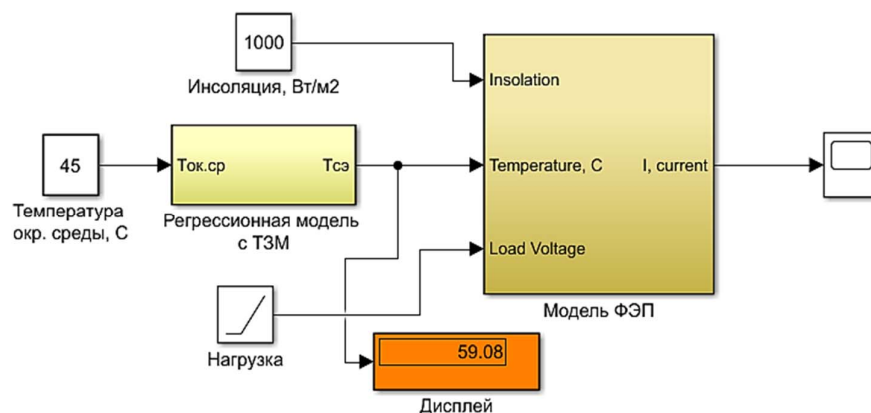 1000
Инсоляция, Вт/м2
Insolation
45
Ток.ср
Тсэ
Temperature, C
I, current
Температура
окр. среды, С
Регрессионная модель
с ТЗМ
Load Voltage
Модель ФЭП
Нагрузка
59.08
Дисплей